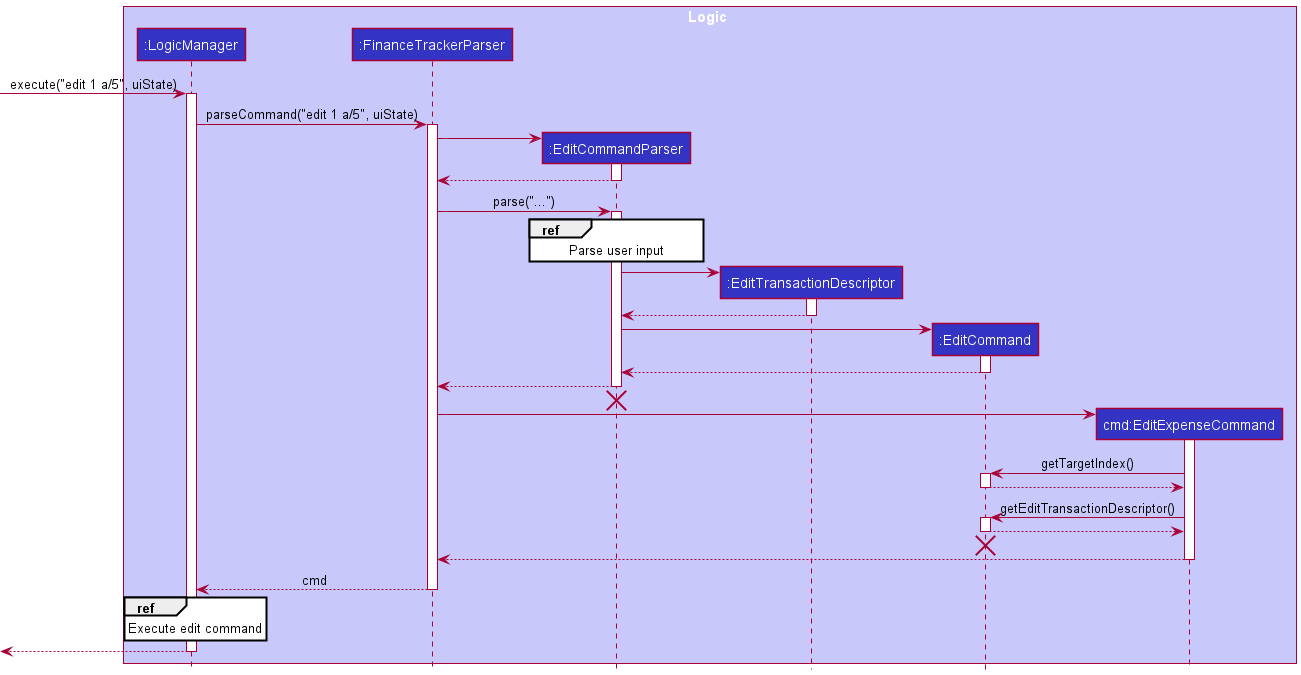 Logic
:LogicManager
:FinanceTrackerParser
execute("edit 1 a/5", uiState)
parseCommand("edit 1 a/5", uiState)
:EditCommandParser
parse("...")
ref
Parse user input
:EditTransactionDescriptor
:EditCommand
cmd:EditExpenseCommand
getTargetIndex()
getEditTransactionDescriptor()
cmd
ref
Execute edit command